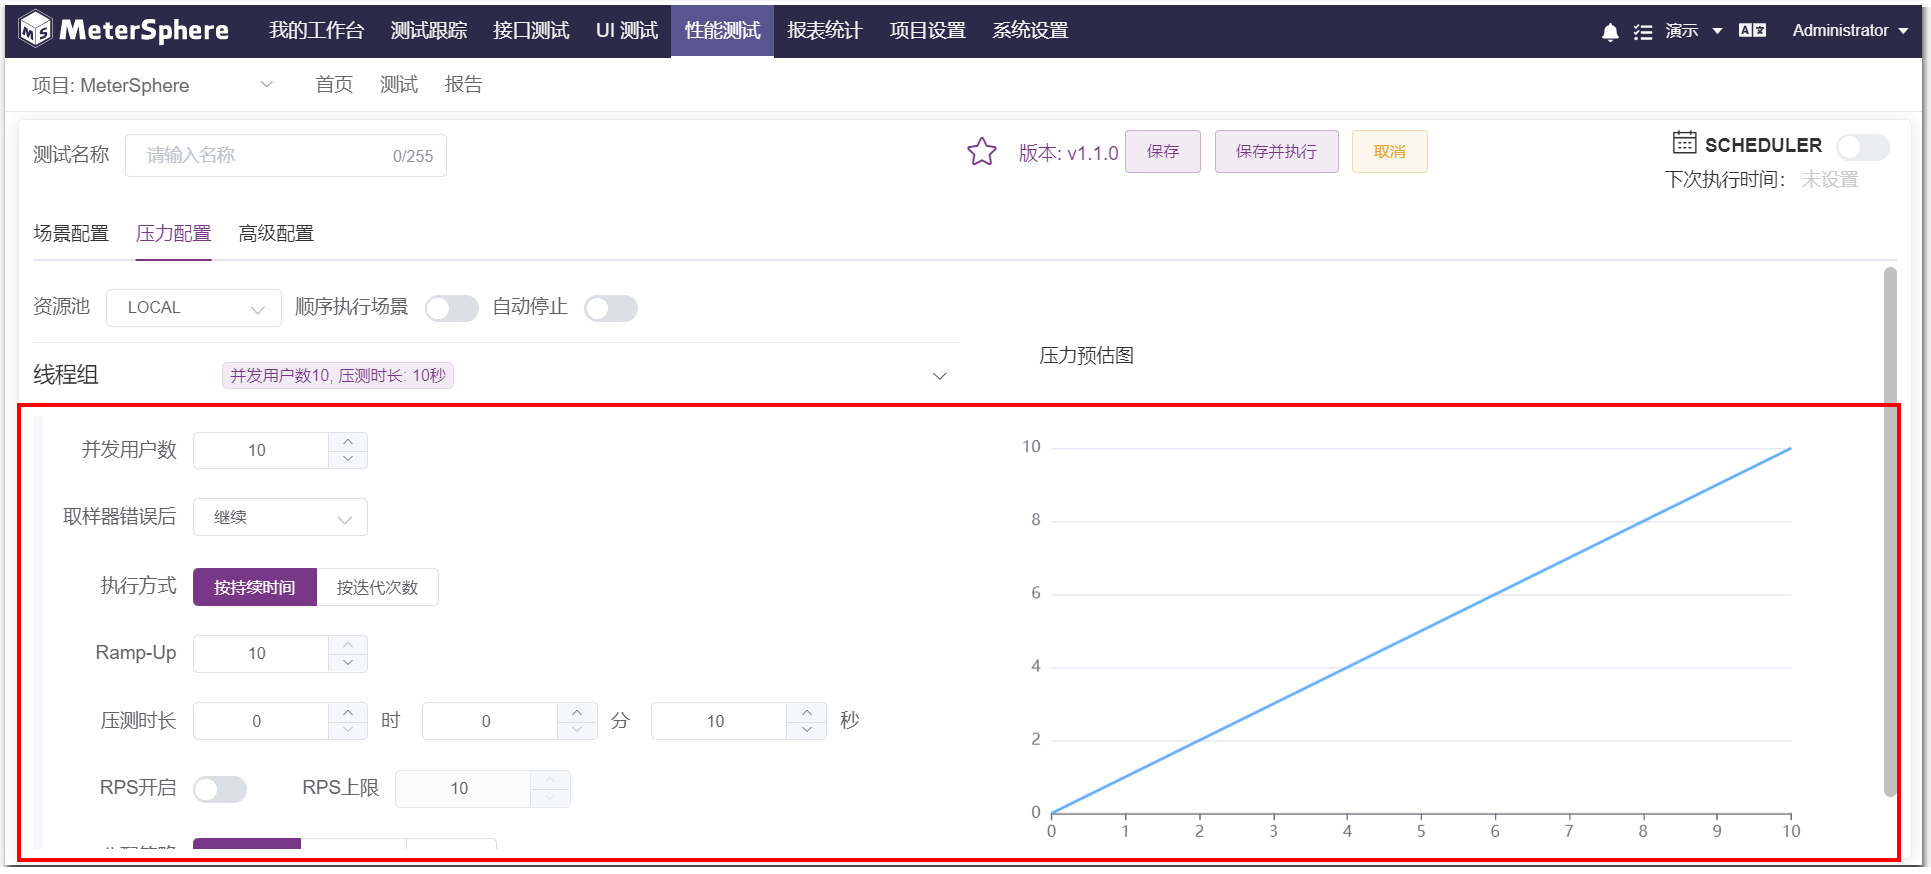 MeterSphere 我的工作台 测试跟踪 接口测试 UI 测试 性能测试 报表统计 项目设置 系统设置 演示 Administrator
项目: MeterSphere 首页 测试 报告
测试名称 请输入名称 0/255 版本: v1.1.0 保存 保存并执行 取消 SCHEDULER
下次执行时间： 未设置
场景配置 压力配置 高级配置
资源池 LOCAL 顺序执行场景 自动停止
压力预估图
线程组 并发用户数10, 压测时长: 10秒
并发用户数 10
取样器错误后 继续
执行方式 按持续时间 按迭代次数
Ramp-Up 10
压测时长 0 时 0 分 10 秒
RPS开启 RPS上限 10
10
8
6
4
2
0
0 1 2 3 4 5 6 7 8 9 10